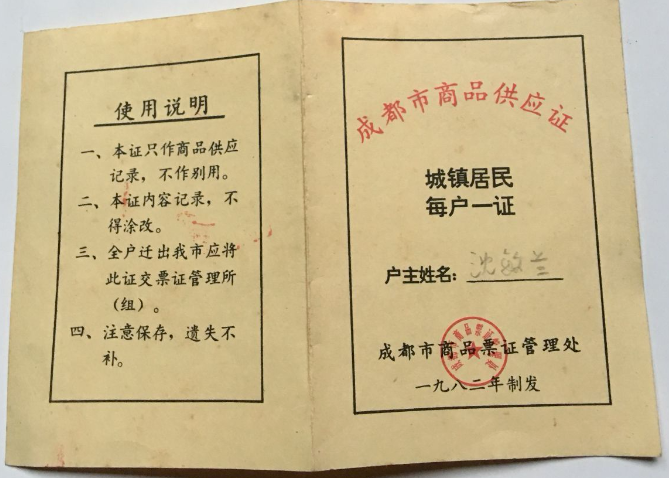 使用说明
一、本证只作商品供应
记录，不作别用。
二、本证内容记录，不
得涂改。
三、全户迁出我市应将
此证交票证管理所
（组）。
四、注意保存，遗失不
补。
成都市商品供应证
城镇居民
每户一证
户主姓名：沈敏兰
成都市商品票证管理处
一九八二年制发